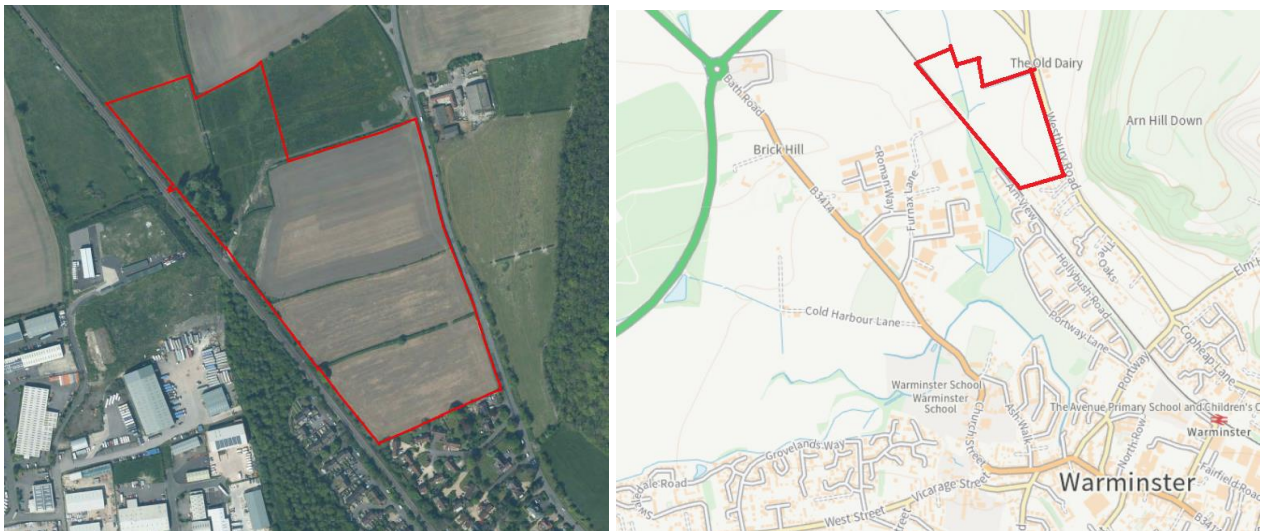 The Old Dairy
Bath Road
Westbury Road
Arn Hill Down
Brick Hill
Roman Way
Furnax Lane
B3414
Arn View
The Oaks
Hollybush Road
Elm H
Portway Lane
Cold Harbour Lane
Copheap Lane
Portway
Warminster School
Warminster
School
Church Street
Ash Walk
The Avenue Primary School and Children's C
Warminster
Grovelands Way
North Row
Fairfield Road
Vicarage Street
Warminster
West Street